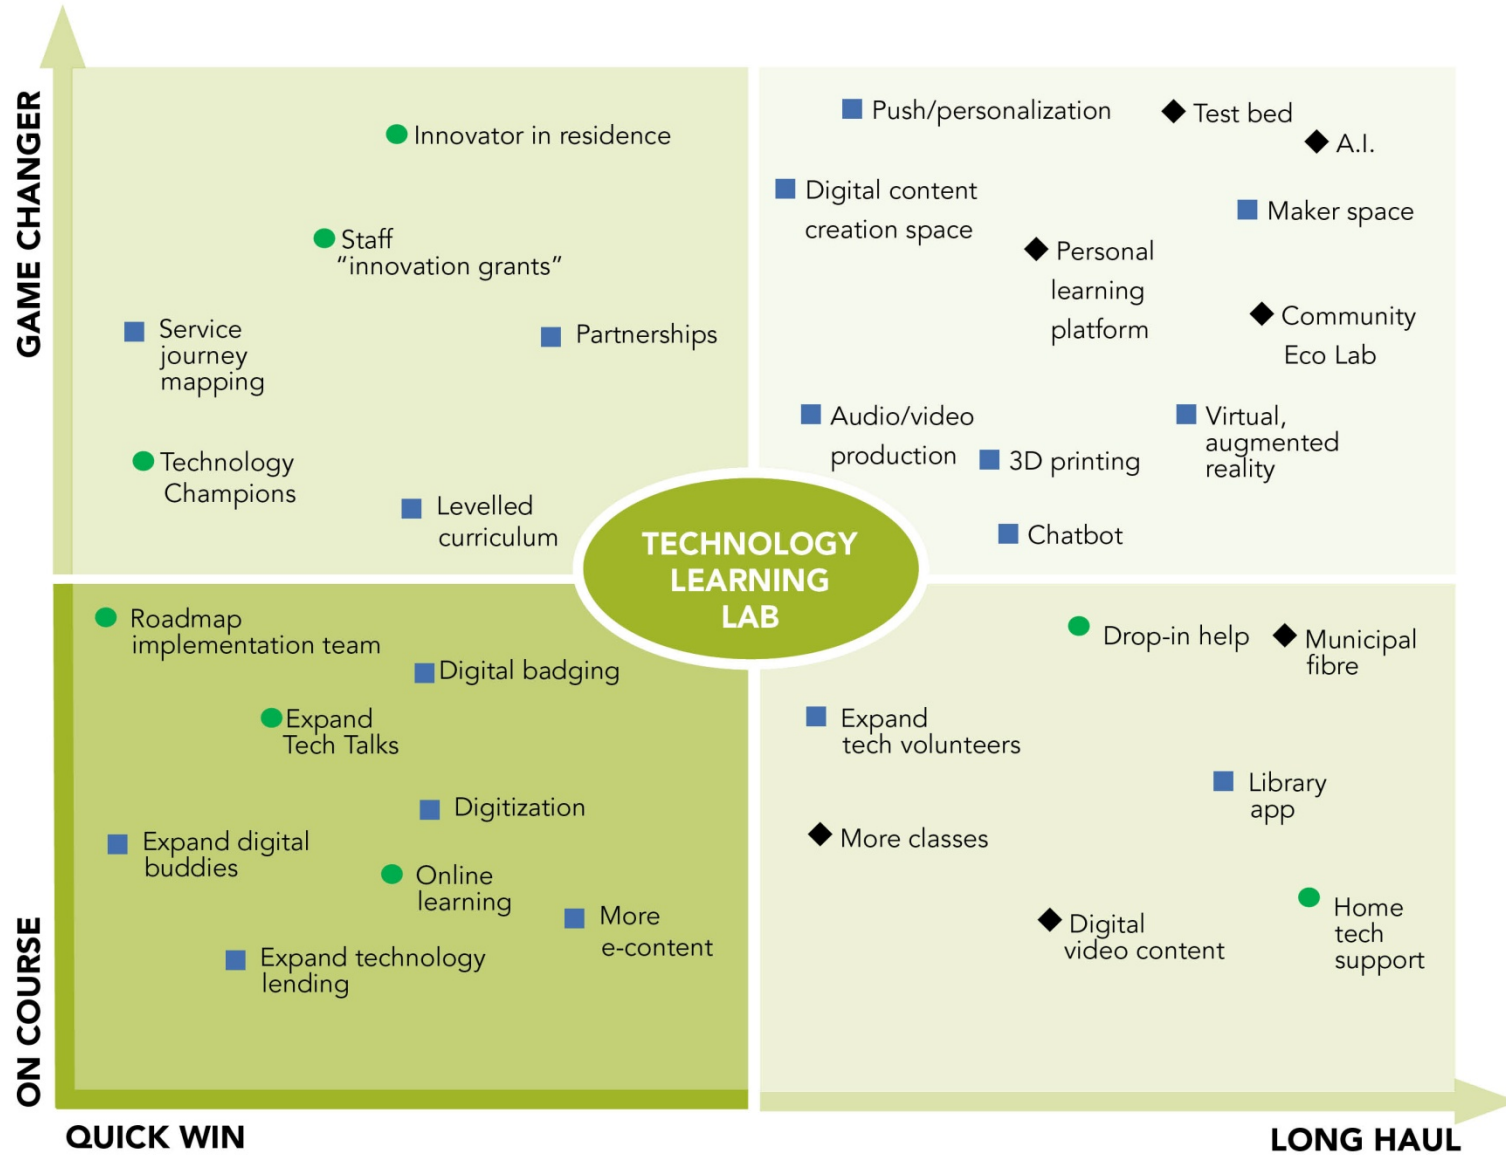 GAME CHANGER
ON COURSE
Innovator in residence
Staff
“innovation grants”
Service
journey
mapping
Partnerships
Technology
Champions
Levelled
curriculum
Push/personalization
Test bed
A.I.
Digital content
creation space
Maker space
Personal
learning
platform
Community
Eco Lab
Audio/video
production
3D printing
Virtual,
augmented
reality
Chatbot
TECHNOLOGY
LEARNING
LAB
Roadmap
implementation team
Digital badging
Expand
Tech Talks
Digitization
Expand digital
buddies
Online
learning
More
e-content
Expand technology
lending
Drop-in help
Municipal
fibre
Expand
tech volunteers
Library
app
More classes
Digital
video content
Home
tech
support
QUICK WIN
LONG HAUL